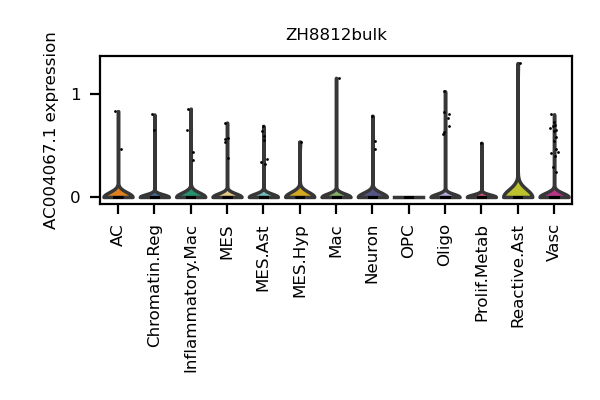 ZH8812bulk
AC004067.1 expression
1
0
AC
Chromatin.Reg
Inflammatory.Mac
MES
MES.Ast
MES.Hyp
Mac
Neuron
OPC
Oligo
Prolif.Metab
Reactive.Ast
Vasc